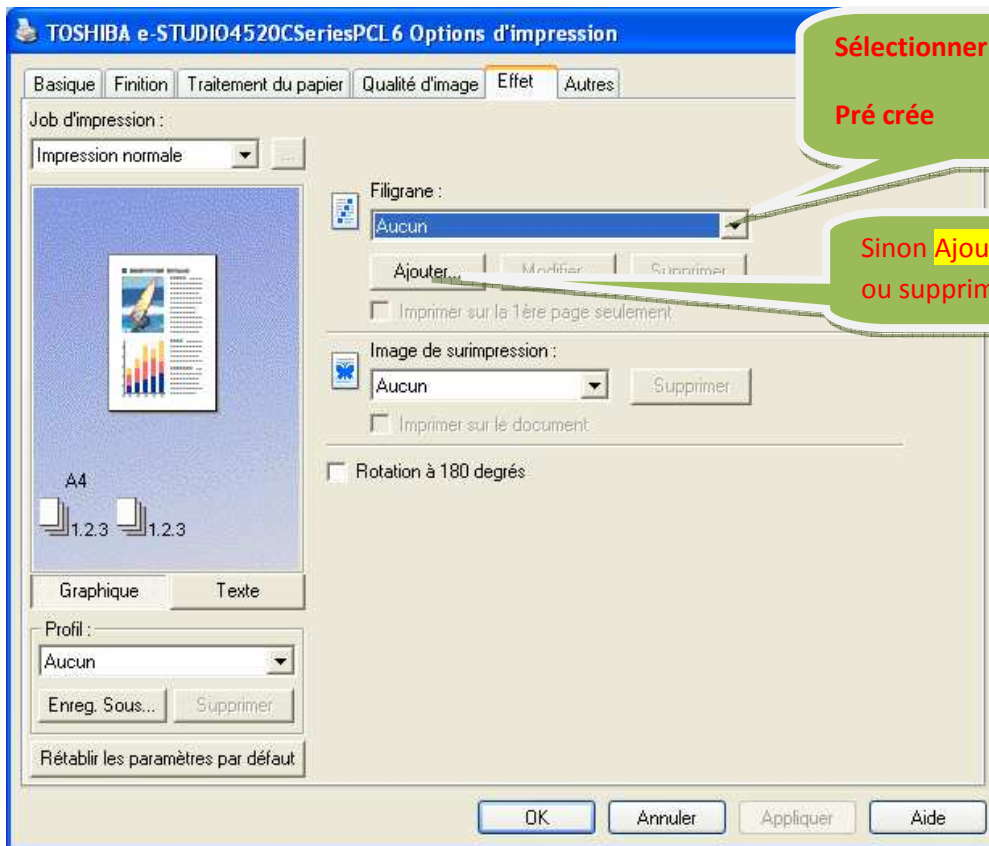 TOSHIBA e-STUDIO4520CSeriesPCL6 Options d'impression
Sélectionner
Pré crée
Basique Finition Traitement du papier Qualité d'image Effet Autres
Job d'impression :
Impression normale ...
Filigrane :
Aucun
Sinon Ajou
ou supprim
Ajouter... Modifier... Supprimer
Imprimer sur la 1ère page seulement
Image de surimpression :
Aucun Supprimer
Imprimer sur le document
Rotation à 180 degrés
A4
1.2.3 1.2.3
Graphique Texte
Profil :
Aucun
Enreg. Sous... Supprimer
Rétablir les paramètres par défaut
OK Annuler Appliquer Aide